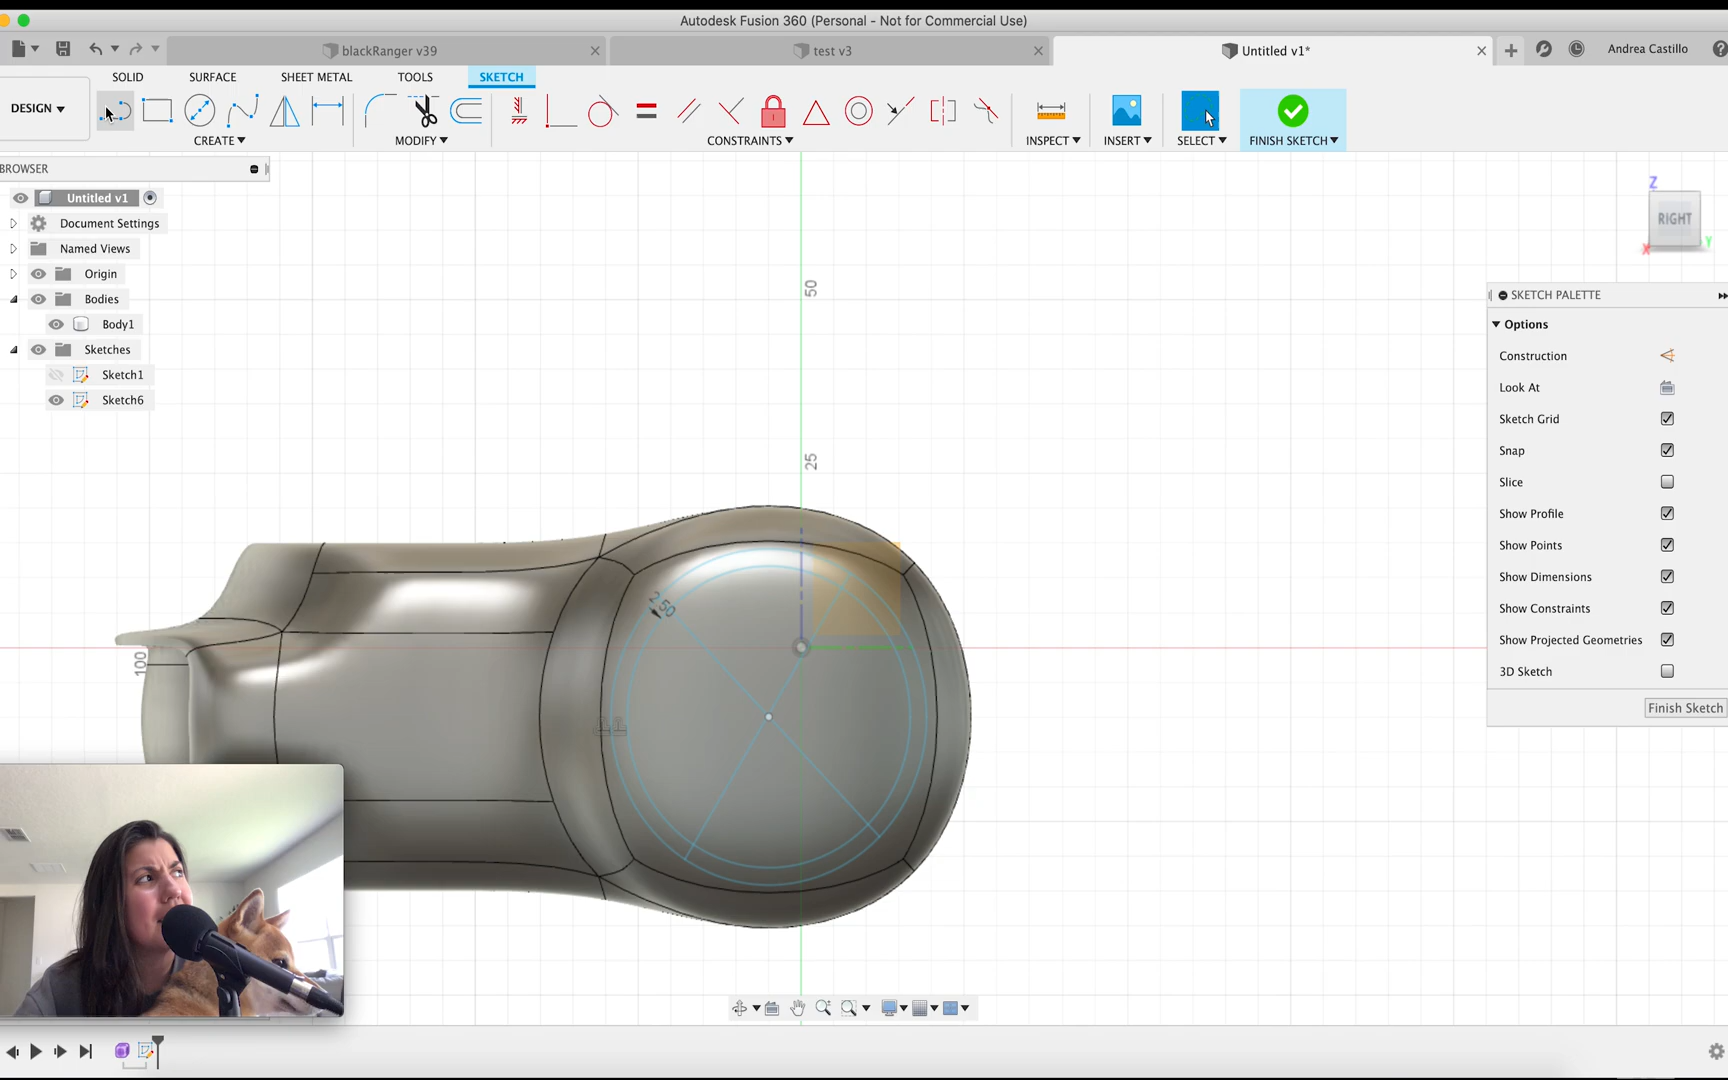 Autodesk Fusion 360 (Personal - Not for Commercial Use)
blackRanger v39
test v3
Untitled v1*
Andrea Castillo
SOLID SURFACE SHEET METAL TOOLS SKETCH
DESIGN
CREATE MODIFY CONSTRAINTS INSPECT INSERT SELECT FINISH SKETCH
BROWSER
Untitled v1
Document Settings
Named Views
Origin
Bodies
Body1
Sketches
Sketch1
Sketch6
Z
RIGHT
X
Y
50
25
100
2.50
SKETCH PALETTE
Options
Construction
Look At
Sketch Grid
Snap
Slice
Show Profile
Show Points
Show Dimensions
Show Constraints
Show Projected Geometries
3D Sketch
Finish Sketch